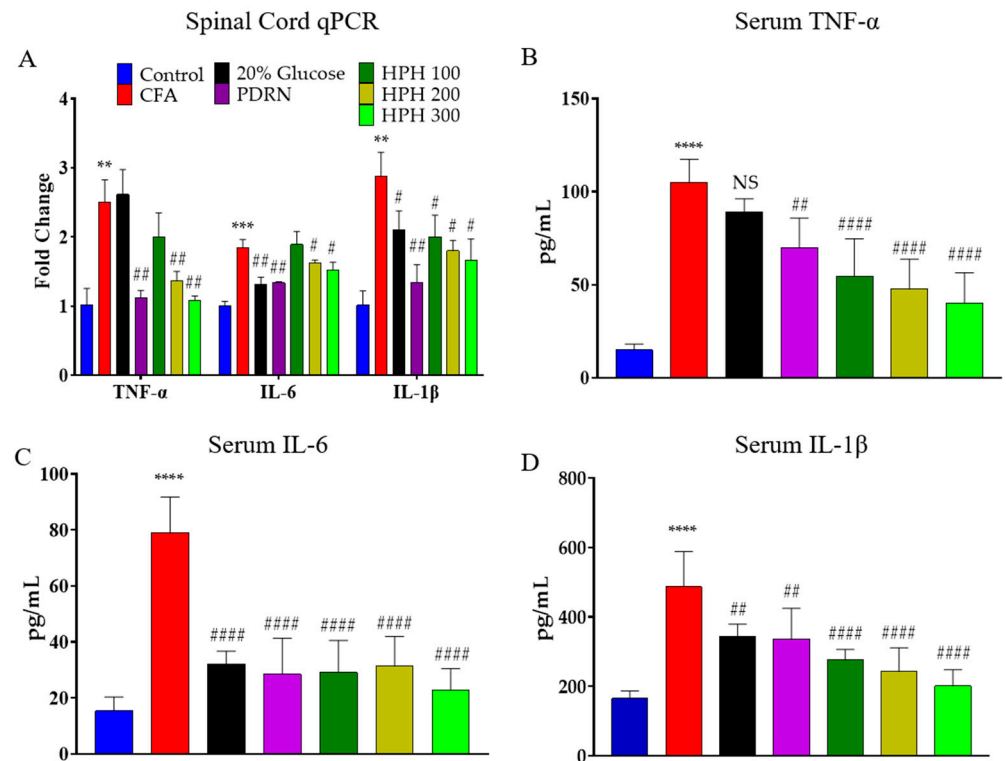 Spinal Cord qPCR
A
Control
CFA
20% Glucose
PDRN
HPH 100
HPH 200
HPH 300
Fold Change
4
3
2
1
0
**
##
##
##
***
##
##
#
#
**
#
##
#
#
#
TNF-α IL-6 IL-1β
Serum TNF-α
B
pg/mL
150
100
50
0
****
NS
##
####
####
####
Serum IL-6
C
pg/mL
100
80
60
40
20
0
****
####
####
####
####
####
Serum IL-1β
D
pg/mL
800
600
400
200
0
****
##
##
####
####
####